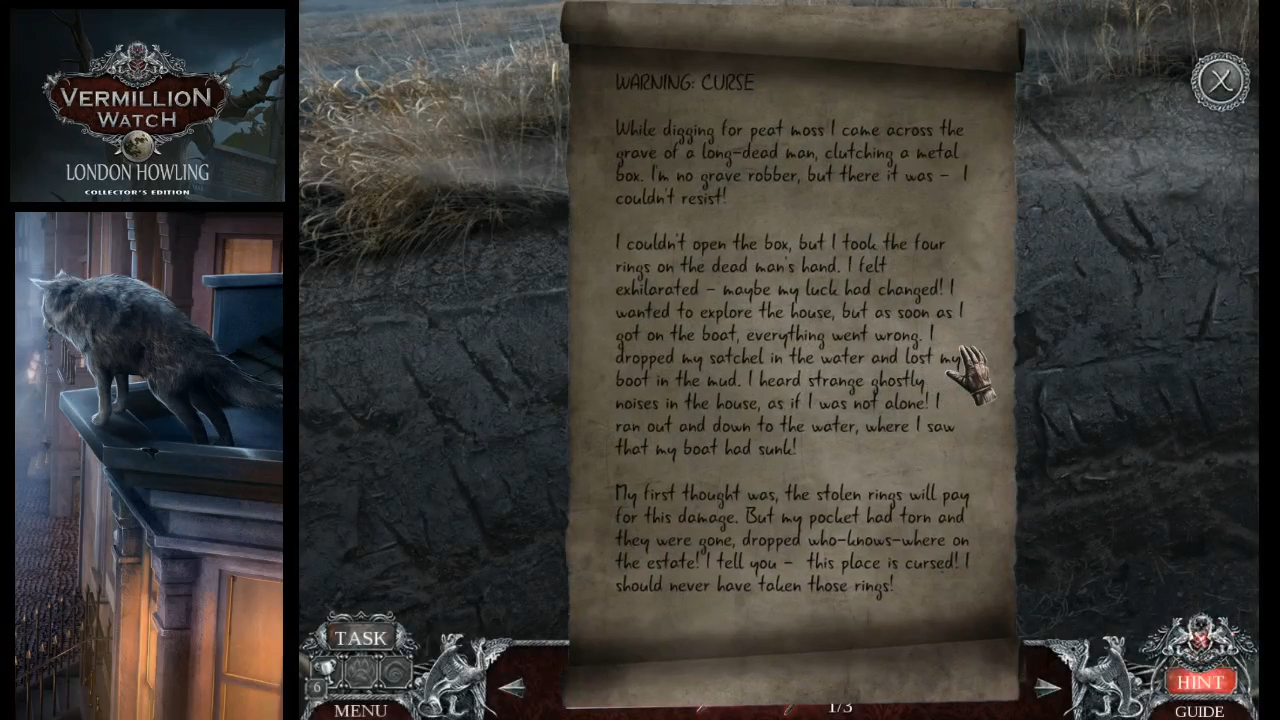 VERMILLION
WATCH
LONDON HOWLING
COLLECTOR'S EDITION
WARNING: CURSE
While digging for peat moss I came across the
grave of a long-dead man, clutching a metal
box. I'm no grave robber, but there it was - I
couldn't resist!
I couldn't open the box, but I took the four
rings on the dead man's hand. I felt
exhilarated - maybe my luck had changed! I
wanted to explore the house, but as soon as I
got on the boat, everything went wrong. I
dropped my satchel in the water and lost my
boot in the mud. I heard strange ghostly
noises in the house, as if I was not alone! I
ran out and down to the water, where I saw
that my boat had sunk!
My first thought was, the stolen rings will pay
for this damage. But my pocket had torn and
they were gone, dropped who-knows-where on
the estate! I tell you - this place is cursed! I
should never have taken those rings!
X
TASK
6
MENU
1/3
HINT
GUIDE